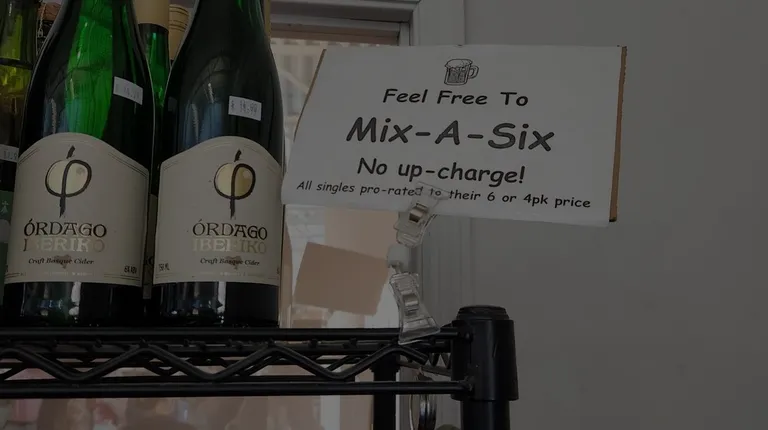 ÓRDAGO
IBERIKO
Craft Basque Cider
ÓRDAGO
IBERIKO
Craft Basque Cider
Feel Free To
Mix-A-Six
No up-charge!
All singles pro-rated to their 6 or 4pk price